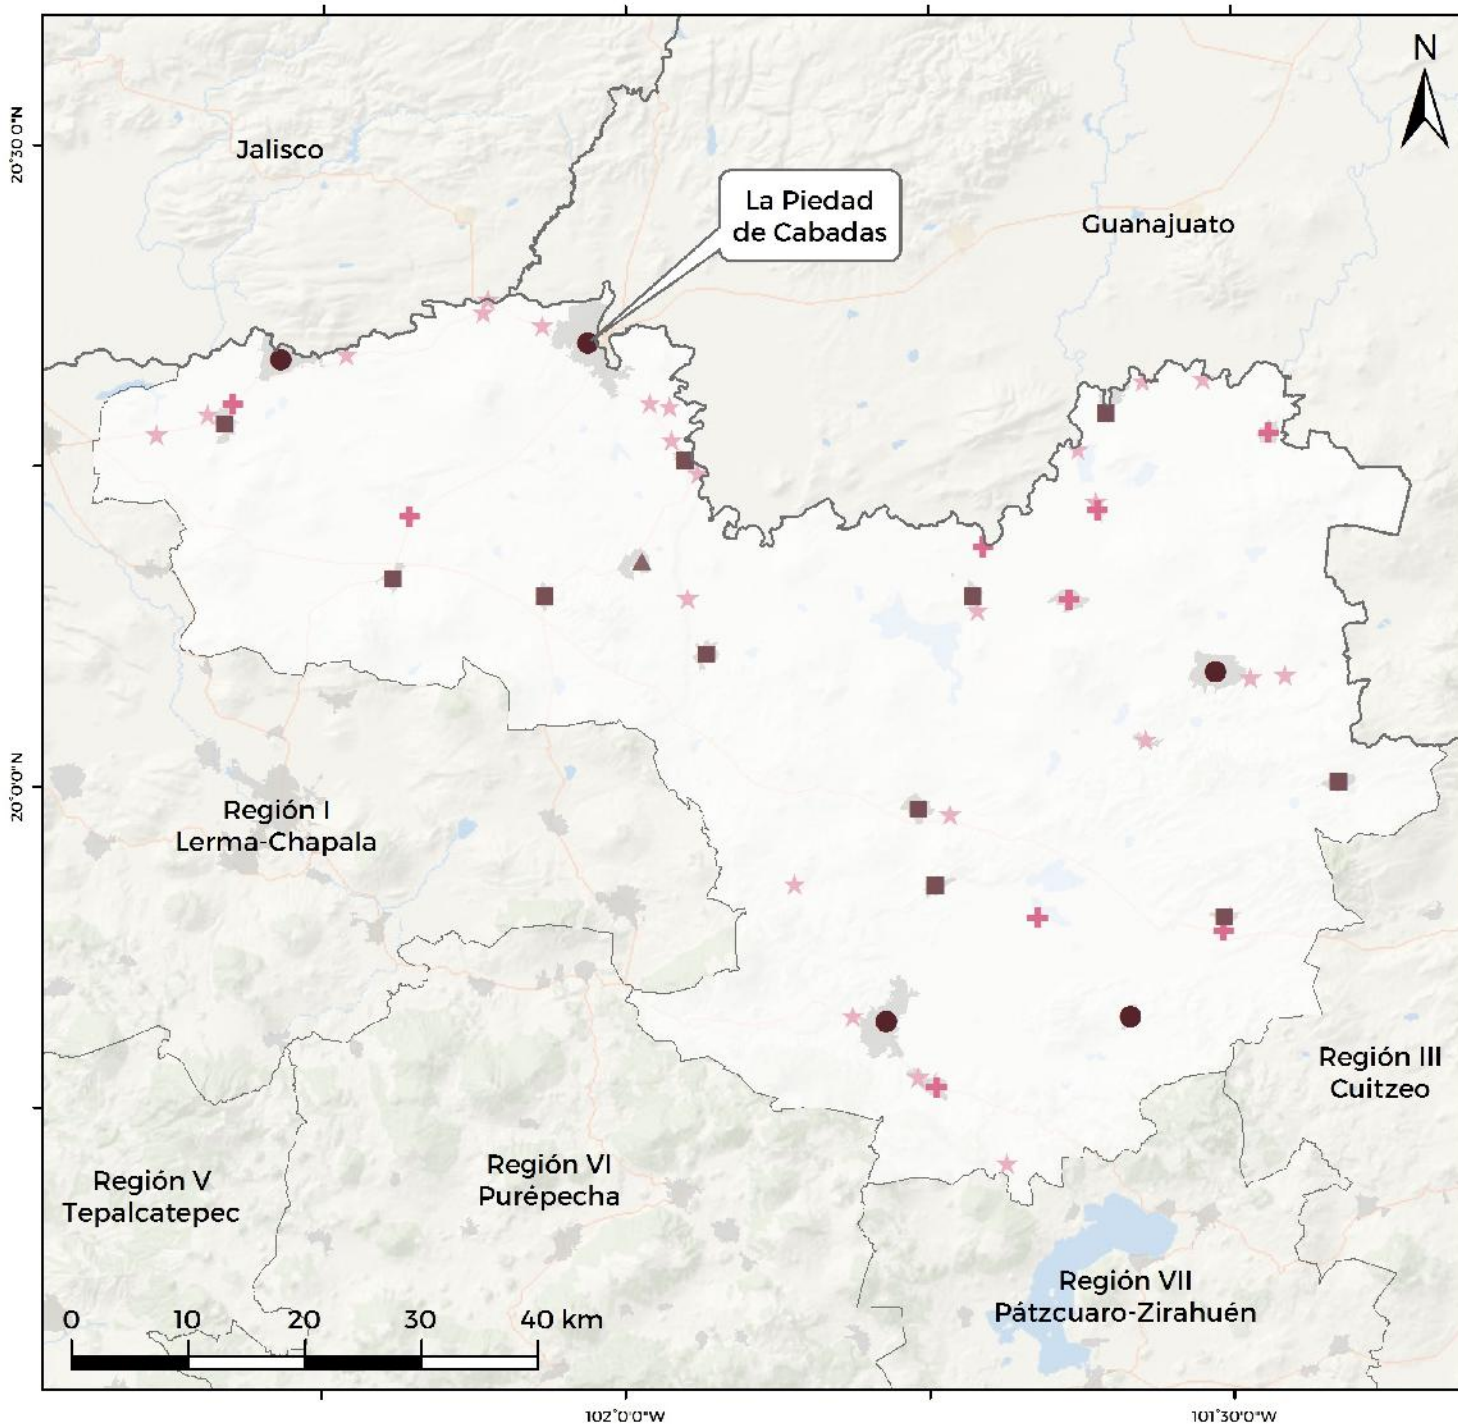 N
20°30'0"N
Jalisco
La Piedad
de Cabadas
Guanajuato
20°0'0"N
Región I
Lerma-Chapala
Región III
Cuitzeo
Región V
Tepalcatepec
Región VI
Purépecha
Región VII
Pátzcuaro-Zirahuén
0 10 20 30 40 km
102°0'0"W 101°30'0"W